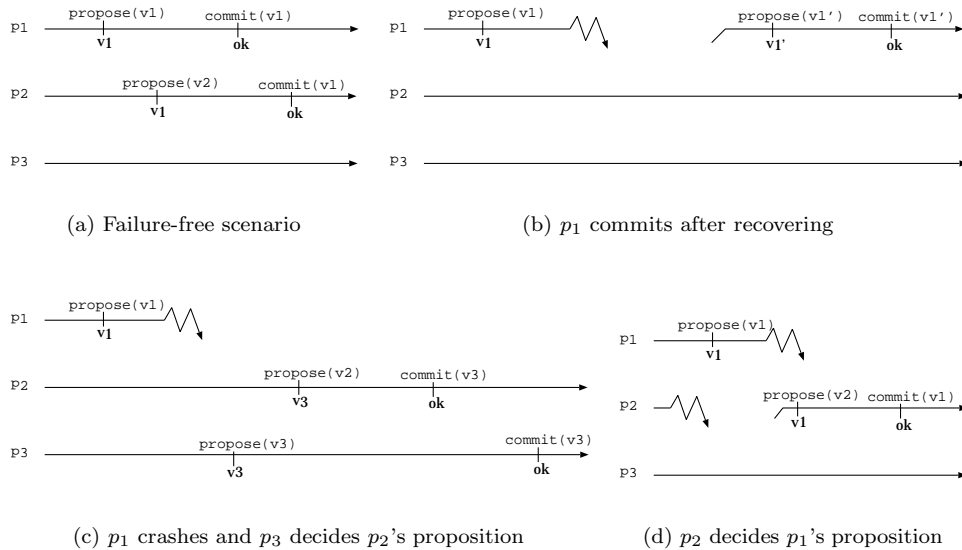 propose(v1) commit(v1) propose(v1) propose(v1') commit(v1')
p1 p1
v1 ok v1 v1' ok
propose(v2) commit(v1)
p2 p2
v1 ok
p3 p3
(a) Failure-free scenario (b) p1 commits after recovering
propose(v1)
p1
v1
propose(v1)
p1
v1
propose(v2) commit(v3)
p2
v3 ok
propose(v2) commit(v1)
p2
v1 ok
propose(v3) commit(v3)
p3
v3 ok
p3
(c) p1 crashes and p3 decides p2's proposition (d) p2 decides p1's proposition